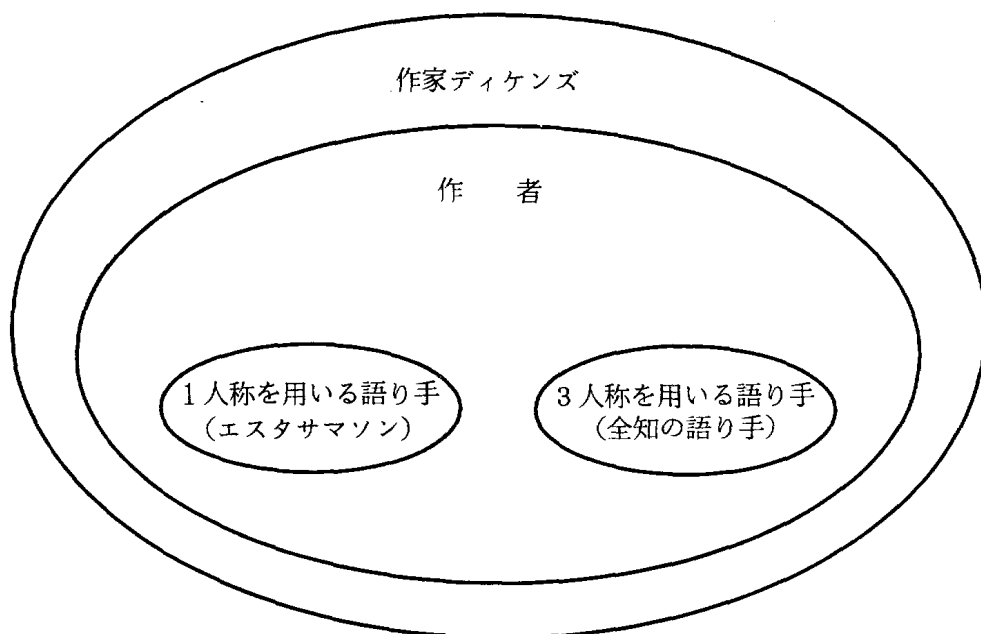 作家ディケンズ
作　者
1人称を用いる語り手
(エスタサマソン)
3人称を用いる語り手
(全知の語り手)